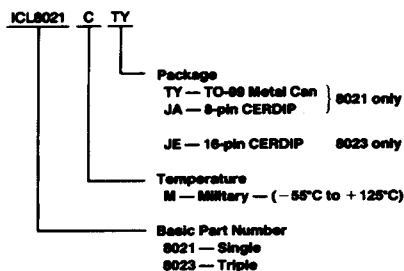 ICL8021 C TY
Package
TY — TO-99 Metal Can
JA — 8-pin CERDIP
8021 only
JE — 16-pin CERDIP 8023 only
Temperature
M — Military — (−55°C to +125°C)
Basic Part Number
8021 — Single
8023 — Triple